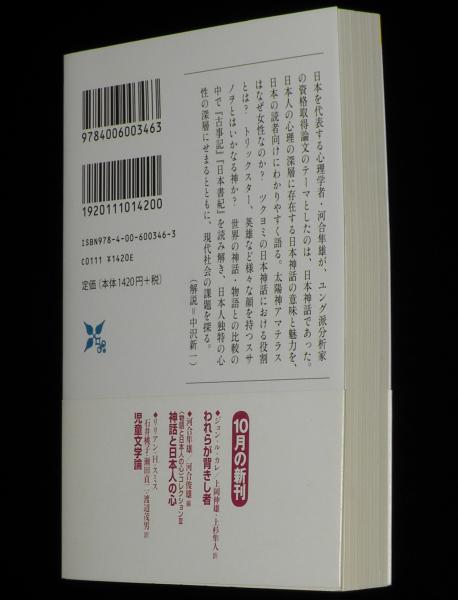 日本を代表する心理学者・河合隼雄が、ユング派分析家
の資格取得論文のテーマとしたのは、日本神話であった。
日本人の心理の深層に存在する日本神話の意味と魅力を、
日本の読者向けにわかりやすく語る。太陽神アマテラス
はなぜ女性なのか？　ツクヨミの日本神話における役割
とは？　トリックスター、英雄など様々な顔を持つスサ
ノヲとはいかなる神か？　世界の神話・物語との比較の
中で『古事記』『日本書紀』を読み解き、日本人独特の心
性の深層にせまるとともに、現代社会の課題を探る。
（解説＝中沢新一）
9784006003463
1920111014200
ISBN978-4-00-600346-3
C0111 ¥1420E
定価（本体1420円＋税）
10月の新刊
ジョン・ル・カレ／上岡伸雄・上杉隼人 訳
われらが背きし者
河合隼雄　河合俊雄 編
〈物語と日本人の心〉コレクションⅢ
神話と日本人の心
リリアン・H・スミス
石井桃子・瀬田貞二・渡辺茂男 訳
児童文学論